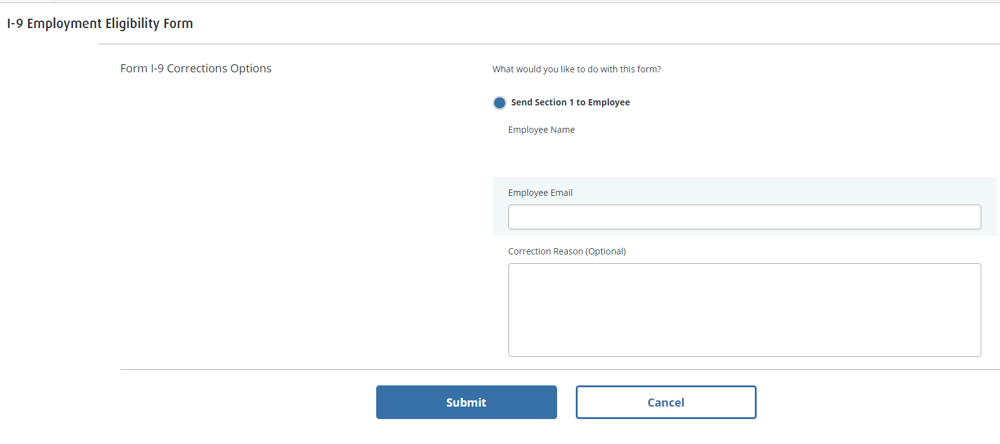 I-9 Employment Eligibility Form
Form I-9 Corrections Options
What would you like to do with this form?
Send Section 1 to Employee
Employee Name
Employee Email
Correction Reason (Optional)
Submit
Cancel